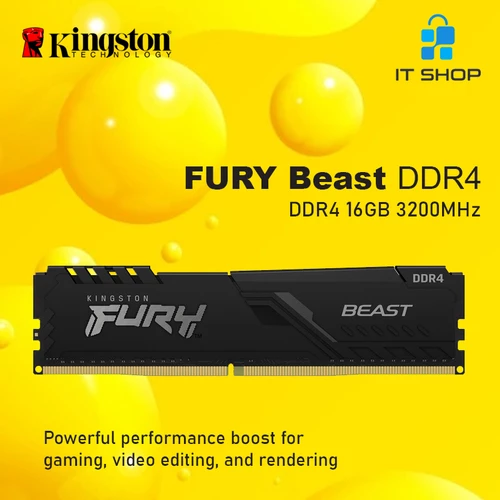 Kingston
TECHNOLOGY
IT SHOP
FURY Beast DDR4
DDR4 16GB 3200MHz
DDR4
KINGSTON
FURY
BEAST
Powerful performance boost for
gaming, video editing, and rendering